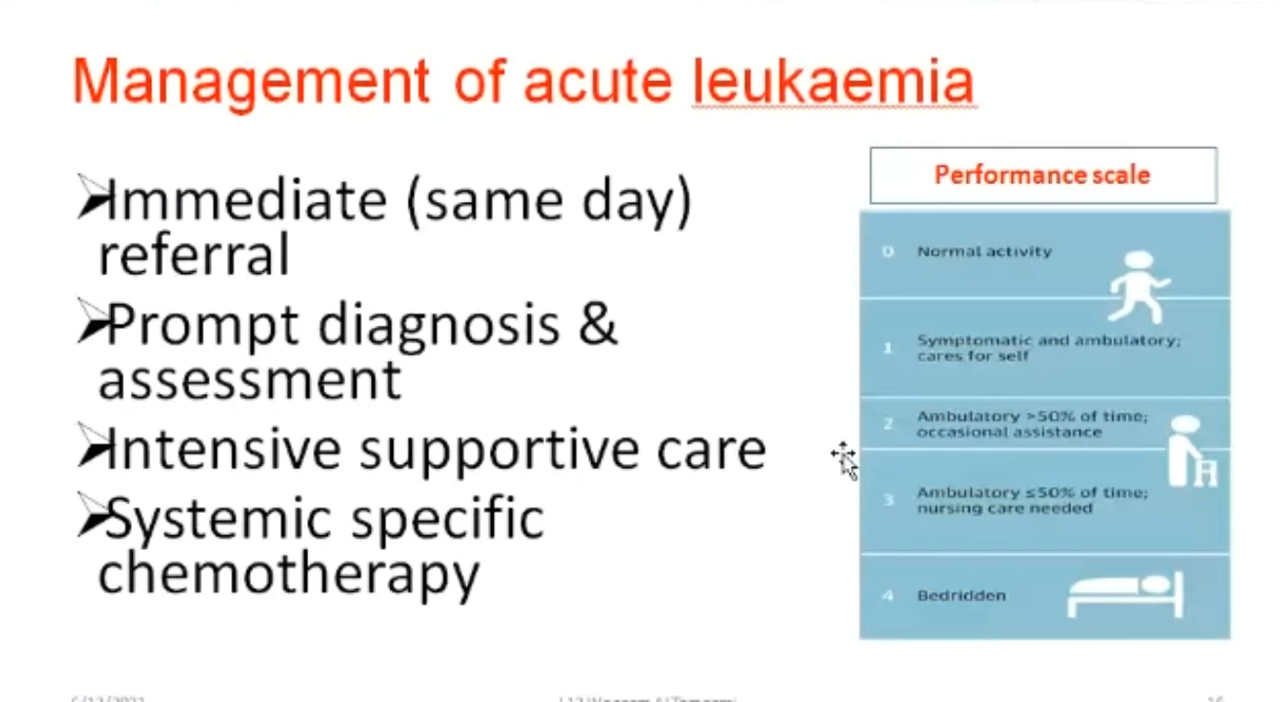 Management of acute leukaemia
Immediate (same day)
referral
Prompt diagnosis &
assessment
Intensive supportive care
Systemic specific
chemotherapy
Performance scale
0 Normal activity
1 Symptomatic and ambulatory;
cares for self
2 Ambulatory >50% of time;
occasional assistance
3 Ambulatory ≤50% of time;
nursing care needed
4 Bedridden